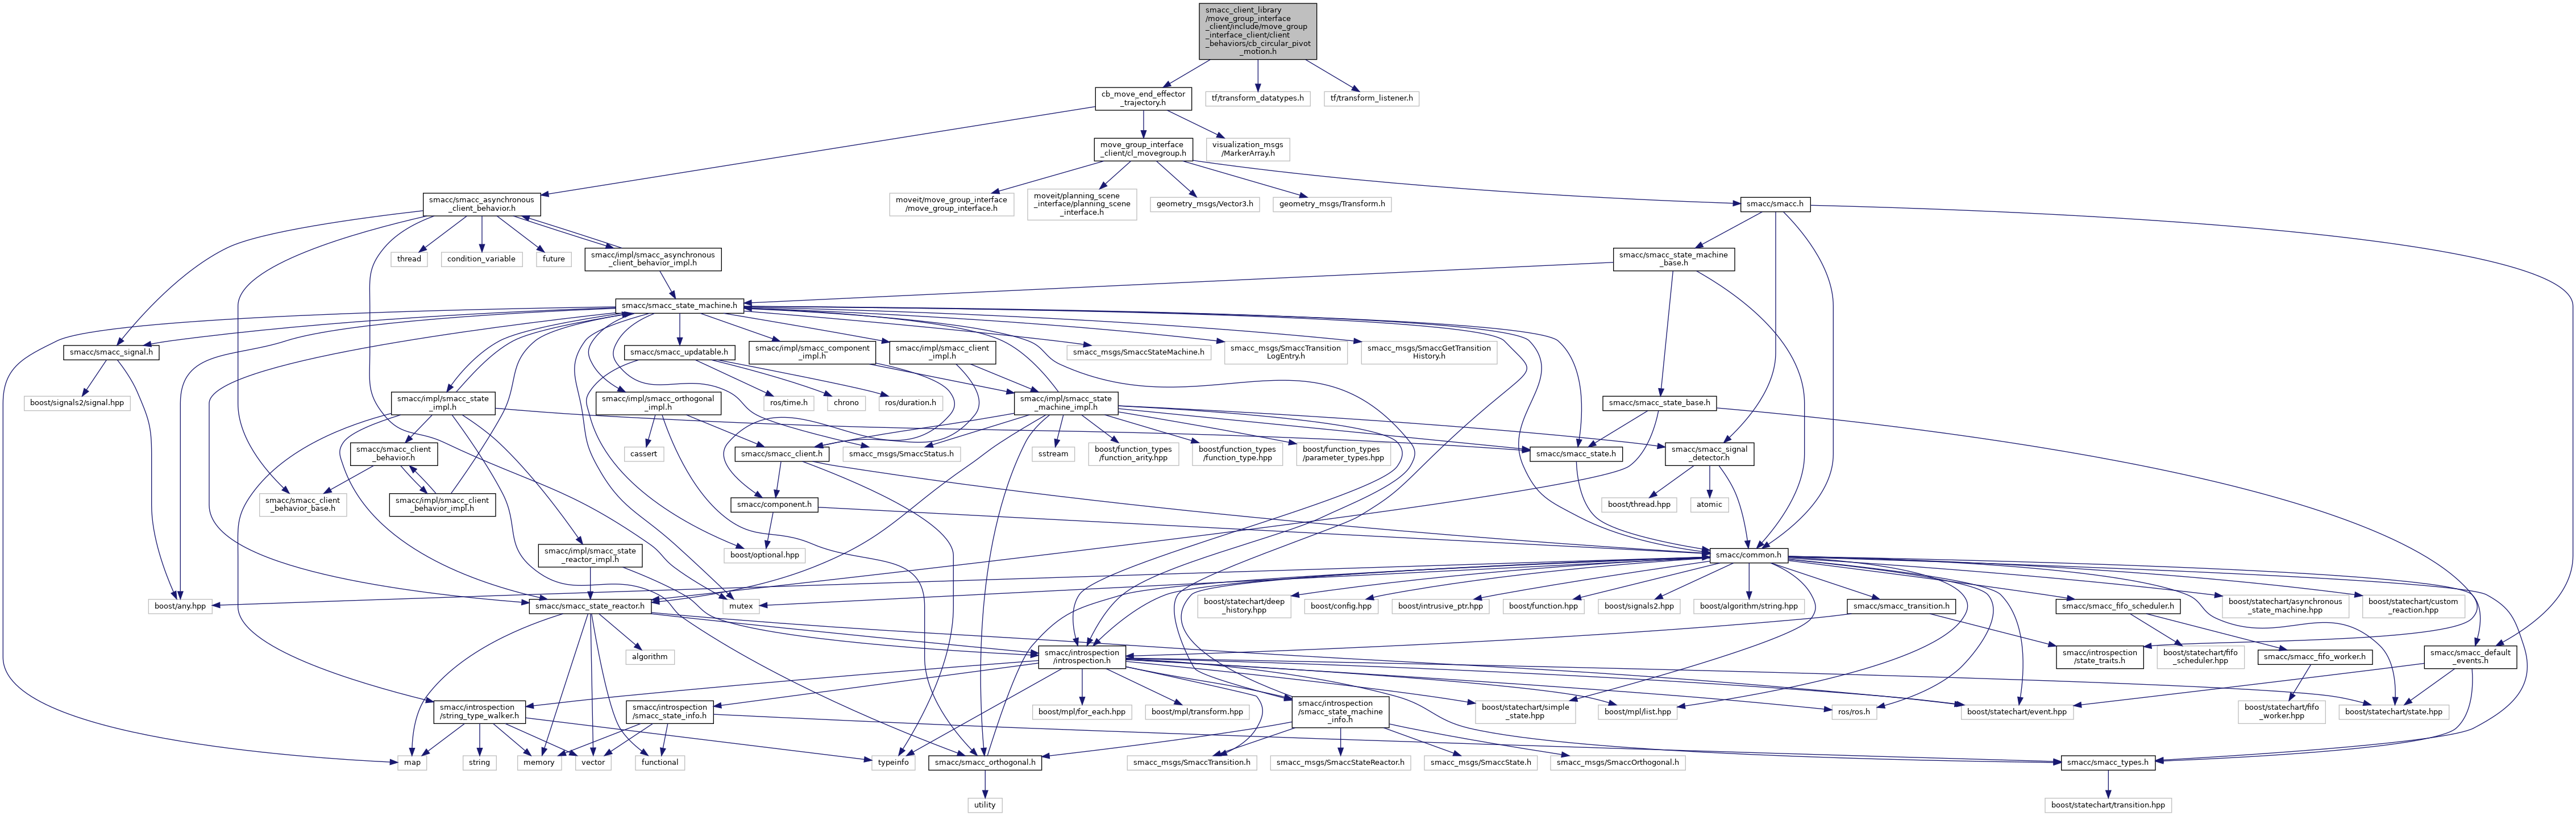 smacc_client_library
/move_group_interface
_client/include/move_group
_interface_client/client
_behaviors/cb_circular_pivot
_motion.h
cb_move_end_effector
_trajectory.h
tf/transform_datatypes.h
tf/transform_listener.h
move_group_interface
_client/cl_movegroup.h
visualization_msgs
/MarkerArray.h
smacc/smacc_asynchronous
_client_behavior.h
moveit/move_group_interface
/move_group_interface.h
moveit/planning_scene
_interface/planning_scene
_interface.h
geometry_msgs/Vector3.h
geometry_msgs/Transform.h
smacc/smacc.h
thread
condition_variable
future
smacc/impl/smacc_asynchronous
_client_behavior_impl.h
smacc/smacc_state_machine
_base.h
smacc/smacc_state_machine.h
smacc/smacc_signal.h
smacc/smacc_updatable.h
smacc/impl/smacc_component
_impl.h
smacc/impl/smacc_client
_impl.h
smacc_msgs/SmaccStateMachine.h
smacc_msgs/SmaccTransition
LogEntry.h
smacc_msgs/SmaccGetTransition
History.h
boost/signals2/signal.hpp
smacc/impl/smacc_state
_impl.h
smacc/impl/smacc_orthogonal
_impl.h
ros/time.h
chrono
ros/duration.h
smacc/impl/smacc_state
_machine_impl.h
smacc/smacc_state_base.h
smacc/smacc_client
_behavior.h
cassert
smacc/smacc_client.h
smacc_msgs/SmaccStatus.h
sstream
boost/function_types
/function_arity.hpp
boost/function_types
/function_type.hpp
boost/function_types
/parameter_types.hpp
smacc/smacc_state.h
smacc/smacc_signal
_detector.h
smacc/smacc_client
_behavior_base.h
smacc/impl/smacc_client
_behavior_impl.h
smacc/component.h
boost/thread.hpp
atomic
smacc/impl/smacc_state
_reactor_impl.h
boost/optional.hpp
smacc/common.h
boost/any.hpp
smacc/smacc_state_reactor.h
mutex
boost/statechart/deep
_history.hpp
boost/config.hpp
boost/intrusive_ptr.hpp
boost/function.hpp
boost/signals2.hpp
boost/algorithm/string.hpp
smacc/smacc_transition.h
smacc/smacc_fifo_scheduler.h
boost/statechart/asynchronous
_state_machine.hpp
boost/statechart/custom
_reaction.hpp
algorithm
smacc/introspection
/introspection.h
smacc/introspection
/state_traits.h
boost/statechart/fifo
_scheduler.hpp
smacc/smacc_fifo_worker.h
smacc/smacc_default
_events.h
smacc/introspection
/string_type_walker.h
smacc/introspection
/smacc_state_info.h
boost/mpl/for_each.hpp
boost/mpl/transform.hpp
smacc/introspection
/smacc_state_machine
_info.h
boost/statechart/simple
_state.hpp
boost/mpl/list.hpp
ros/ros.h
boost/statechart/event.hpp
boost/statechart/fifo
_worker.hpp
boost/statechart/state.hpp
map
string
memory
vector
functional
typeinfo
smacc/smacc_orthogonal.h
smacc_msgs/SmaccTransition.h
smacc_msgs/SmaccStateReactor.h
smacc_msgs/SmaccState.h
smacc_msgs/SmaccOrthogonal.h
smacc/smacc_types.h
utility
boost/statechart/transition.hpp